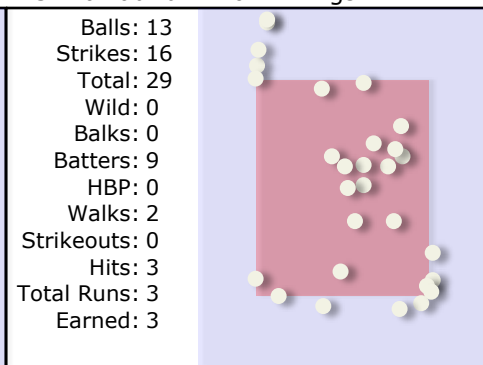 Balls: 13
Strikes: 16
Total: 29
Wild: 0
Balks: 0
Batters: 9
HBP: 0
Walks: 2
Strikeouts: 0
Hits: 3
Total Runs: 3
Earned: 3